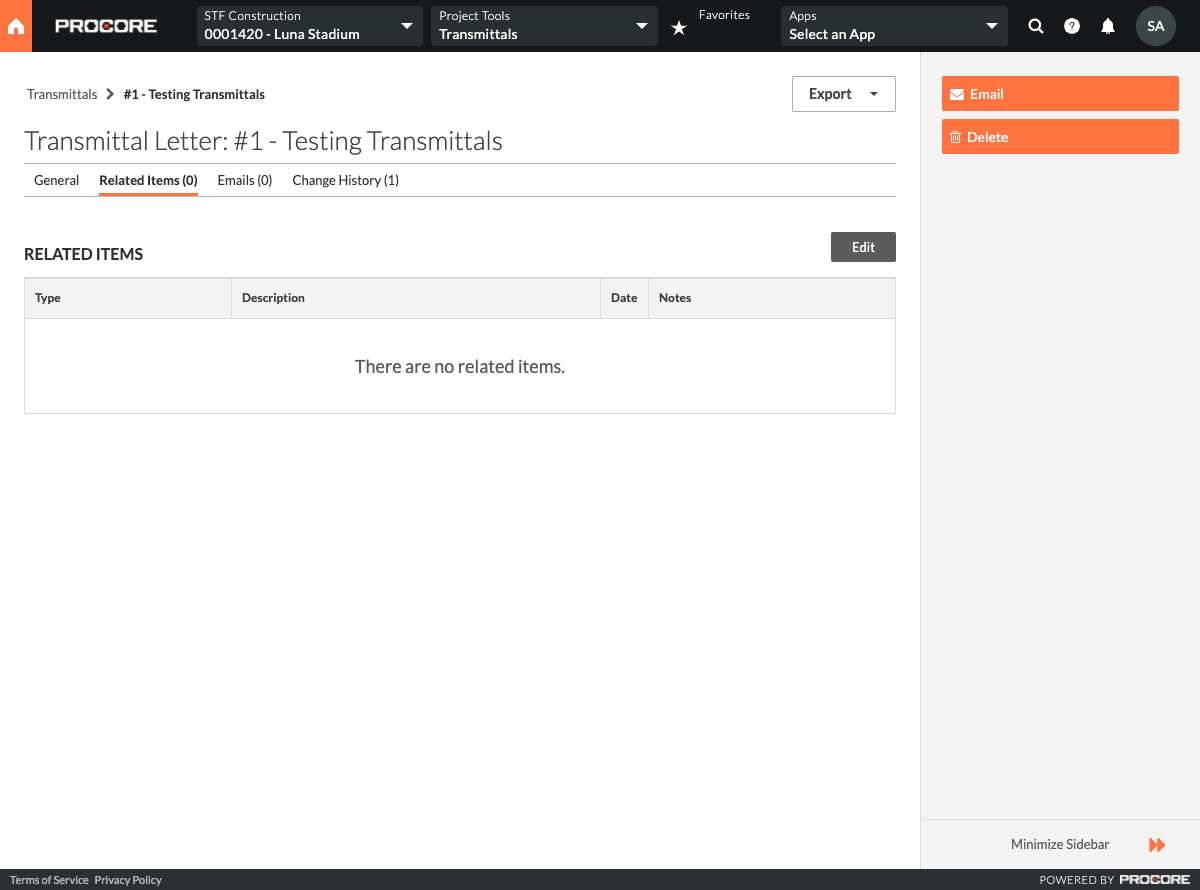 PROCORE
STF Construction
0001420 - Luna Stadium
Project Tools
Transmittals
Favorites
Apps
Select an App
?
SA
Transmittals
#1 - Testing Transmittals
Export
Transmittal Letter: #1 - Testing Transmittals
General
Related Items (0)
Emails (0)
Change History (1)
RELATED ITEMS
Edit
Type
Description
Date
Notes
There are no related items.
Email
Delete
Minimize Sidebar
Terms of Service
Privacy Policy
POWERED BY PROCORE